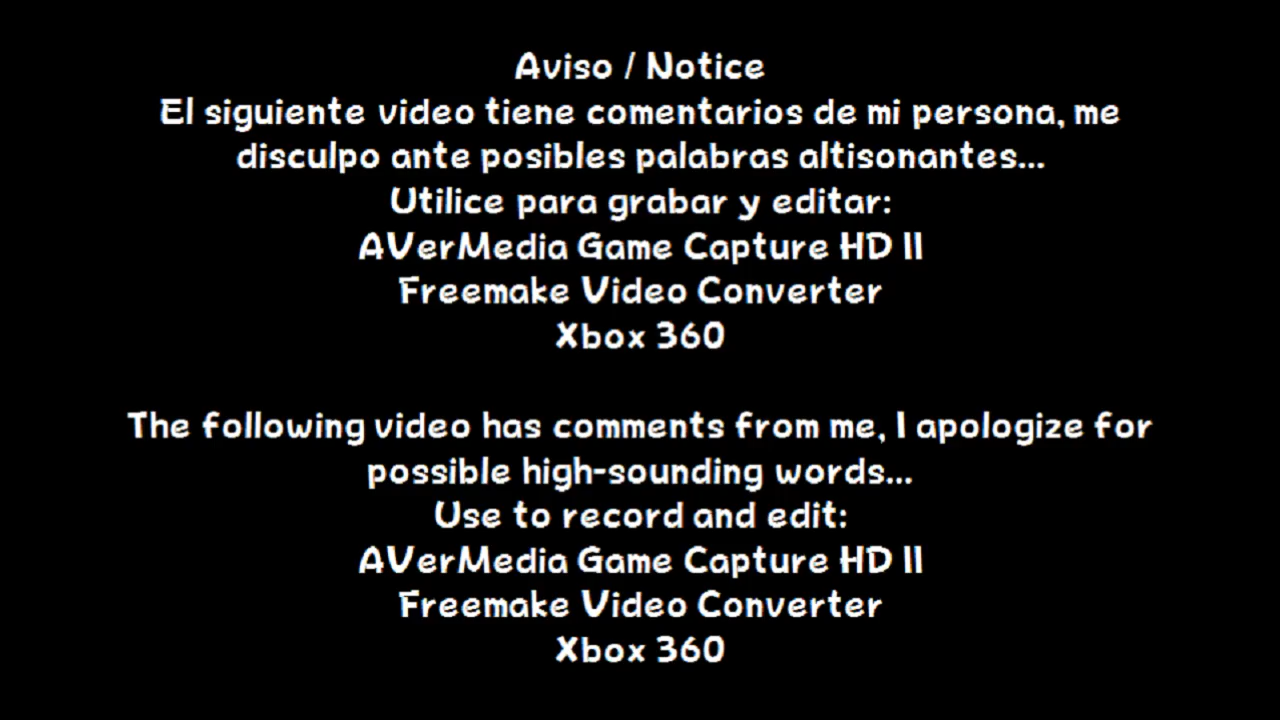 Aviso / Notice
El siguiente video tiene comentarios de mi persona, me
disculpo ante posibles palabras altisonantes...
Utilice para grabar y editar:
AVerMedia Game Capture HD II
Freemake Video Converter
Xbox 360
The following video has comments from me, I apologize for
possible high-sounding words...
Use to record and edit:
AVerMedia Game Capture HD II
Freemake Video Converter
Xbox 360